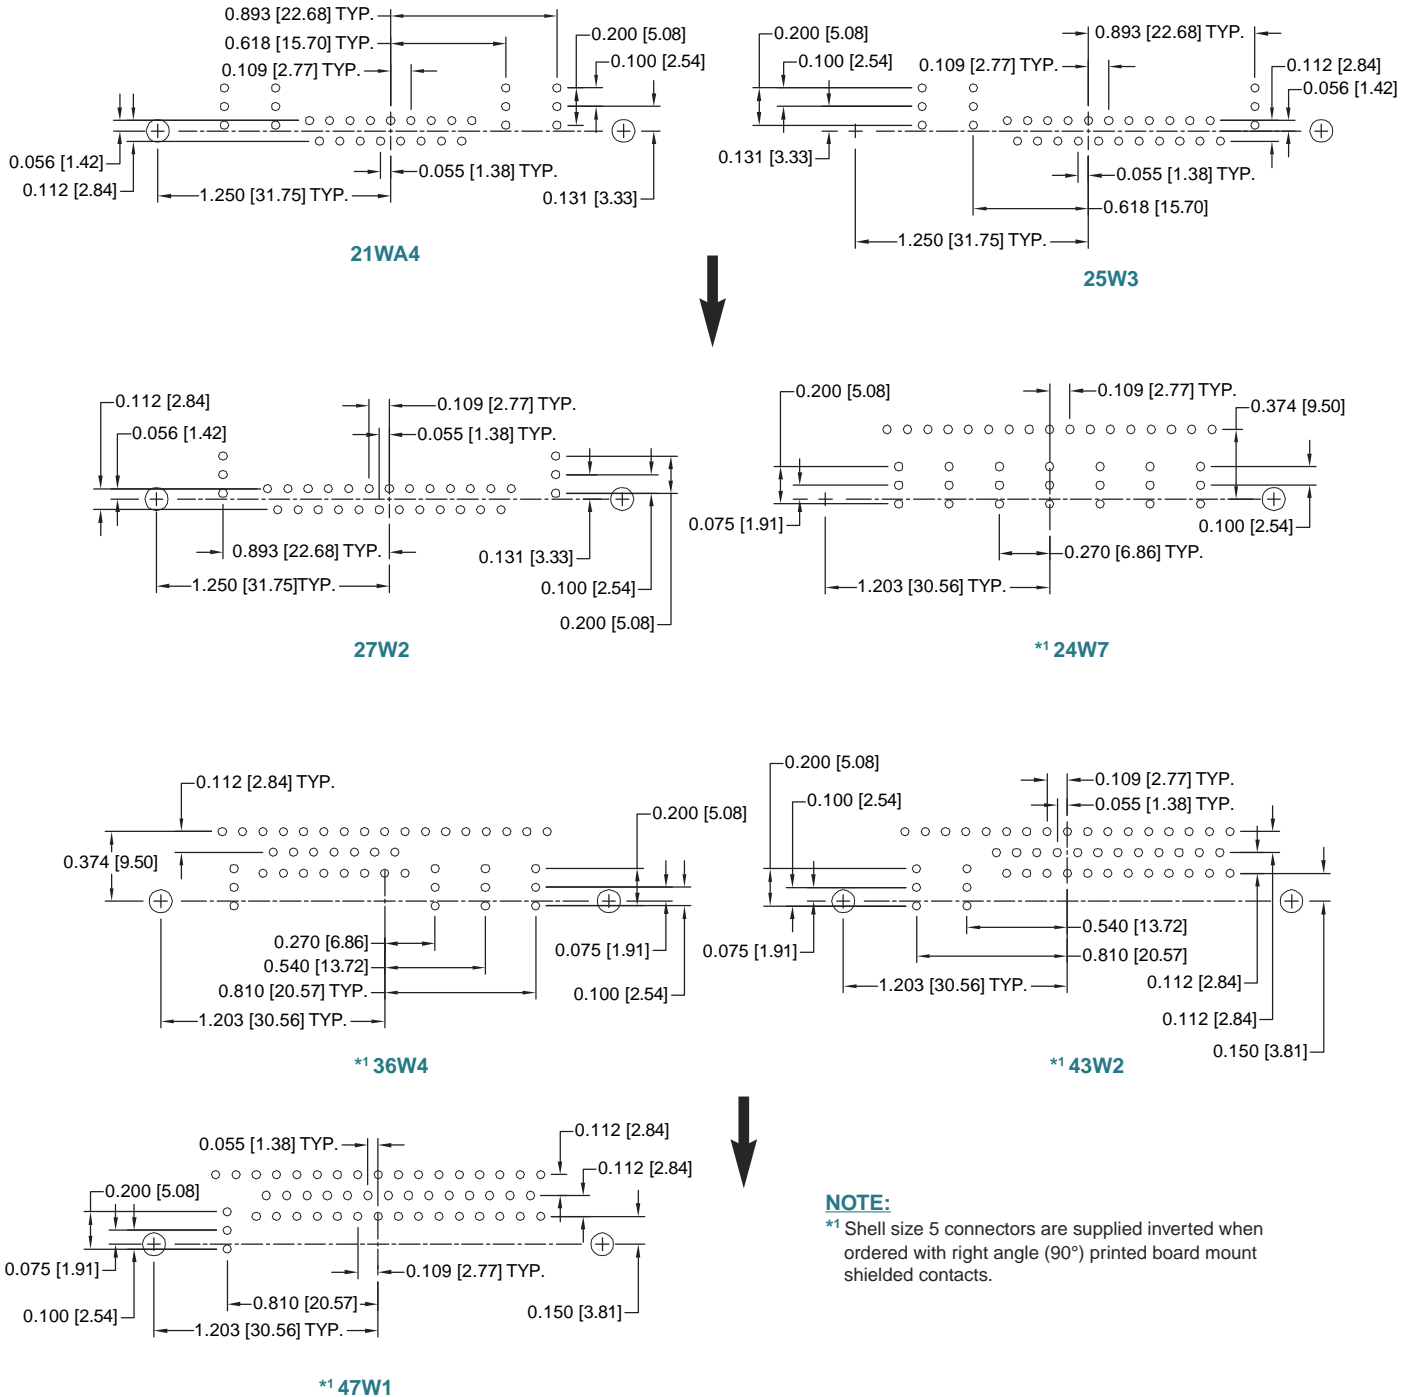 0.893 [22.68] TYP.
0.618 [15.70] TYP.
0.109 [2.77] TYP.
0.200 [5.08]
0.100 [2.54]
0.056 [1.42]
0.112 [2.84]
0.055 [1.38] TYP.
1.250 [31.75] TYP.
0.131 [3.33]
21WA4
0.200 [5.08]
0.893 [22.68] TYP.
0.100 [2.54]
0.109 [2.77] TYP.
0.112 [2.84]
0.056 [1.42]
0.131 [3.33]
0.055 [1.38] TYP.
0.618 [15.70]
1.250 [31.75] TYP.
25W3
0.112 [2.84]
0.109 [2.77] TYP.
0.056 [1.42]
0.055 [1.38] TYP.
0.893 [22.68] TYP.
0.131 [3.33]
1.250 [31.75]TYP.
0.100 [2.54]
0.200 [5.08]
27W2
0.200 [5.08]
0.109 [2.77] TYP.
0.374 [9.50]
0.075 [1.91]
0.100 [2.54]
0.270 [6.86] TYP.
1.203 [30.56] TYP.
*1 24W7
0.112 [2.84] TYP.
0.200 [5.08]
0.374 [9.50]
0.270 [6.86]
0.075 [1.91]
0.540 [13.72]
0.810 [20.57] TYP.
0.100 [2.54]
1.203 [30.56] TYP.
*1 36W4
0.200 [5.08]
0.109 [2.77] TYP.
0.100 [2.54]
0.055 [1.38] TYP.
0.540 [13.72]
0.075 [1.91]
0.810 [20.57]
1.203 [30.56] TYP.
0.112 [2.84]
0.112 [2.84]
0.150 [3.81]
*1 43W2
0.055 [1.38] TYP.
0.112 [2.84]
0.112 [2.84]
0.200 [5.08]
0.075 [1.91]
0.109 [2.77] TYP.
0.810 [20.57]
0.100 [2.54]
0.150 [3.81]
1.203 [30.56] TYP.
*1 47W1
NOTE:
*1 Shell size 5 connectors are supplied inverted when
ordered with right angle (90°) printed board mount
shielded contacts.